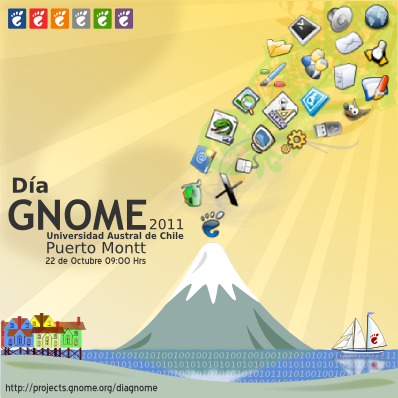 Día
GNOME 2011
Universidad Austral de Chile
Puerto Montt
22 de Octubre 09:00 Hrs
http://projects.gnome.org/diagnome